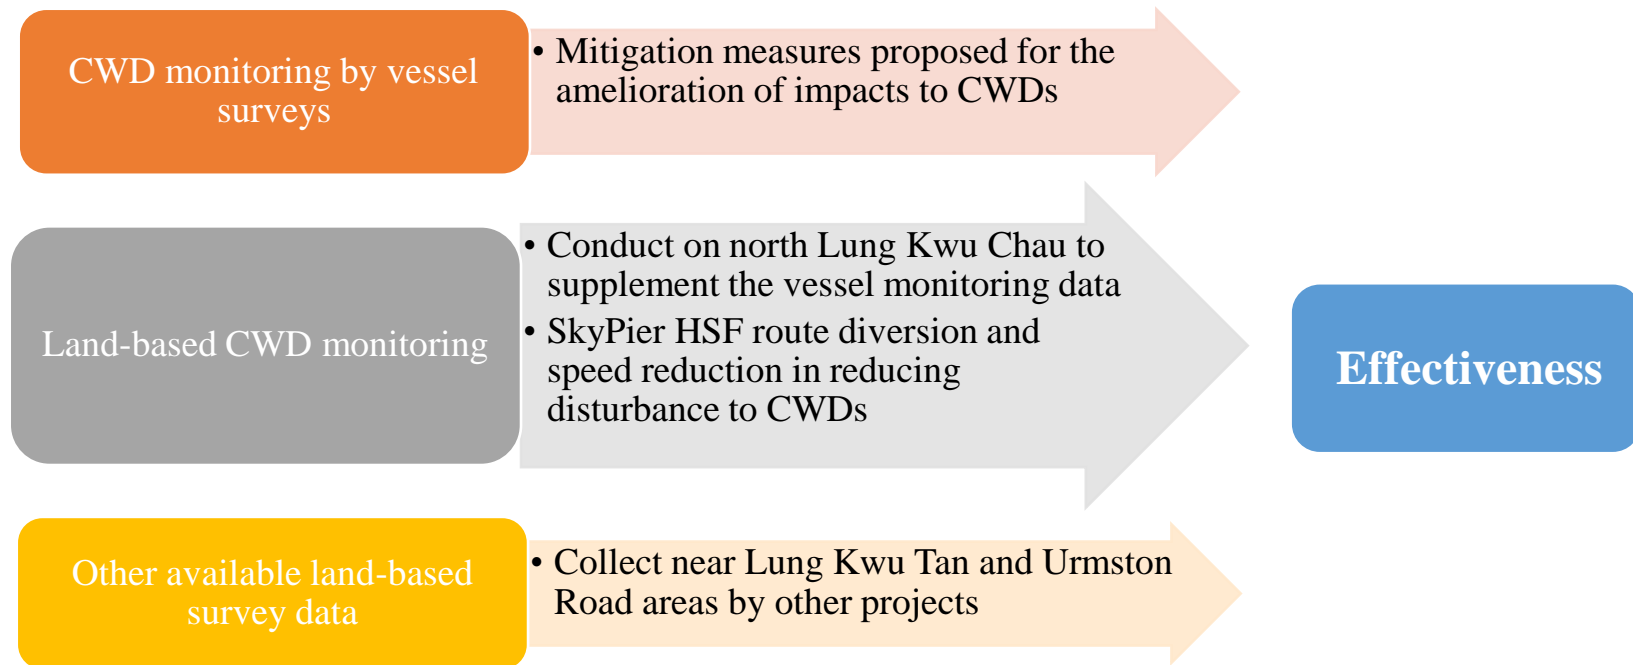 CWD monitoring by vessel
surveys
• Mitigation measures proposed for the
amelioration of impacts to CWDs
Land-based CWD monitoring
• Conduct on north Lung Kwu Chau to
supplement the vessel monitoring data
• SkyPier HSF route diversion and
speed reduction in reducing
disturbance to CWDs
Effectiveness
Other available land-based
survey data
• Collect near Lung Kwu Tan and Urmston
Road areas by other projects